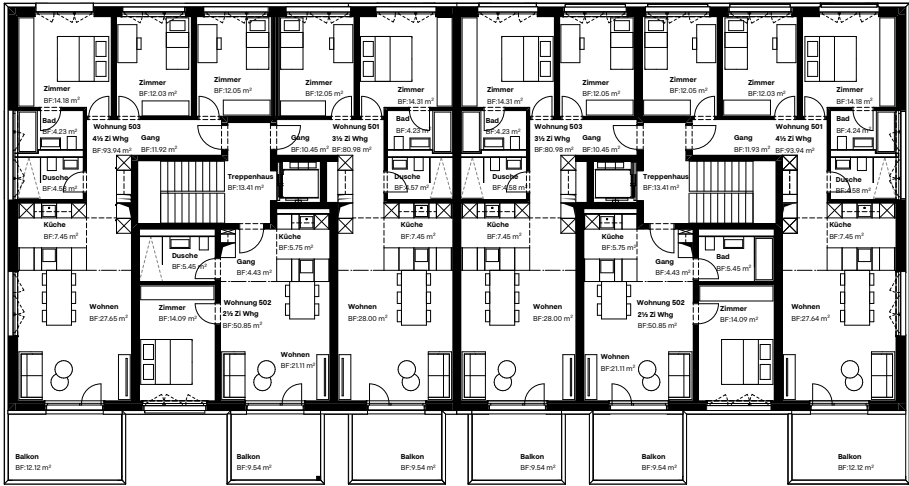 Zimmer
BF:14.18 m²
Zimmer
BF:12.03 m²
Zimmer
BF:12.05 m²
Zimmer
BF:12.05 m²
Zimmer
BF:14.31 m²
Zimmer
BF:14.31 m²
Zimmer
BF:12.05 m²
Zimmer
BF:12.05 m²
Zimmer
BF:12.03 m²
Zimmer
BF:14.18 m²
Bad
BF:4.23 m²
Wohnung 503
4½ Zi Whg
BF:93.94 m²
Gang
BF:11.92 m²
Gang
BF:10.45 m²
Wohnung 501
3½ Zi Whg
BF:80.98 m²
Bad
BF:4.23 m²
Bad
BF:4.23 m²
Wohnung 503
3½ Zi Whg
BF:80.98 m²
Gang
BF:10.45 m²
Gang
BF:11.93 m²
Wohnung 501
4½ Zi Whg
BF:93.94 m²
Bad
BF:4.24 m²
Dusche
BF:4.58 m²
Treppenhaus
BF:13.41 m²
Dusche
BF:4.57 m²
Dusche
BF:4.58 m²
Treppenhaus
BF:13.41 m²
Dusche
BF:4.58 m²
Küche
BF:7.45 m²
Küche
BF:5.75 m²
Küche
BF:7.45 m²
Küche
BF:7.45 m²
Küche
BF:5.75 m²
Küche
BF:7.45 m²
Dusche
BF:5.45 m²
Gang
BF:4.43 m²
Gang
BF:4.43 m²
Bad
BF:5.45 m²
Wohnen
BF:27.65 m²
Zimmer
BF:14.09 m²
Wohnung 502
2½ Zi Whg
BF:50.85 m²
Wohnen
BF:28.00 m²
Wohnen
BF:28.00 m²
Wohnung 502
2½ Zi Whg
BF:50.85 m²
Zimmer
BF:14.09 m²
Wohnen
BF:27.64 m²
Wohnen
BF:21.11 m²
Wohnen
BF:21.11 m²
Balkon
BF:12.12 m²
Balkon
BF:9.54 m²
Balkon
BF:9.54 m²
Balkon
BF:9.54 m²
Balkon
BF:9.54 m²
Balkon
BF:12.12 m²